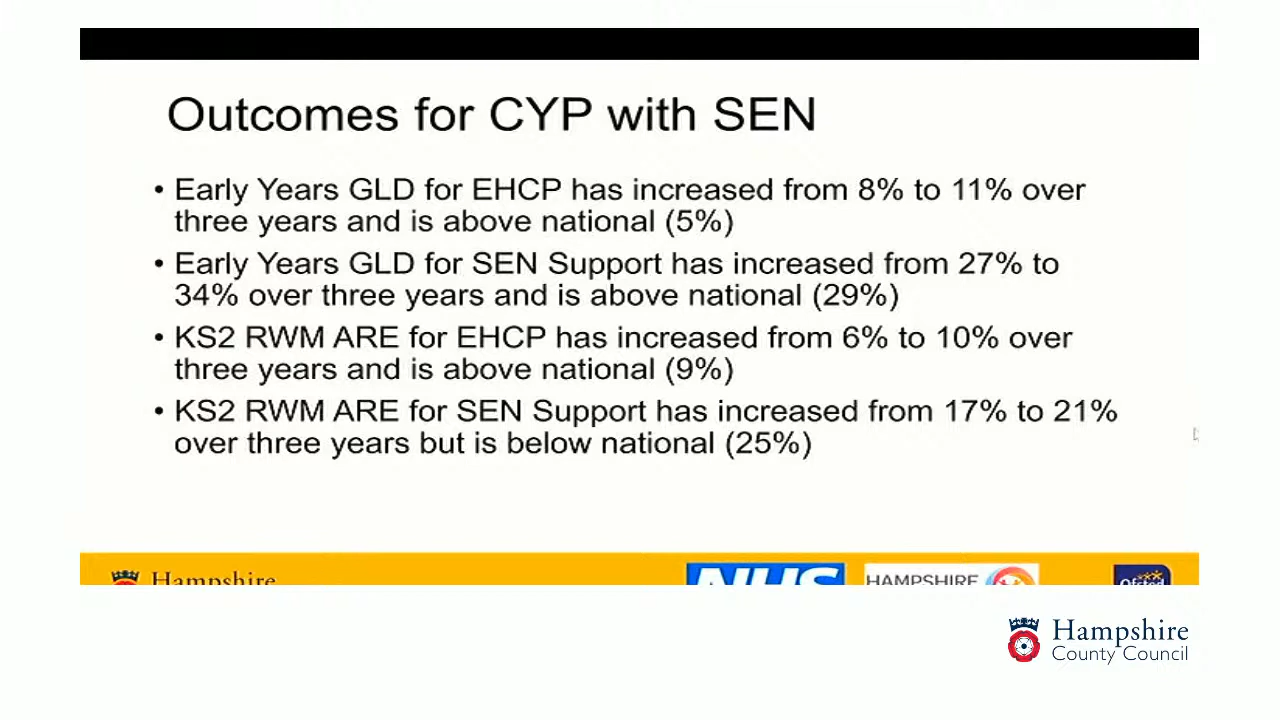 Outcomes for CYP with SEN
• Early Years GLD for EHCP has increased from 8% to 11% over
three years and is above national (5%)
• Early Years GLD for SEN Support has increased from 27% to
34% over three years and is above national (29%)
• KS2 RWM ARE for EHCP has increased from 6% to 10% over
three years and is above national (9%)
• KS2 RWM ARE for SEN Support has increased from 17% to 21%
over three years but is below national (25%)
Hampshire
NHS
HAMPSHIRE
Ofsted
Hampshire
County Council